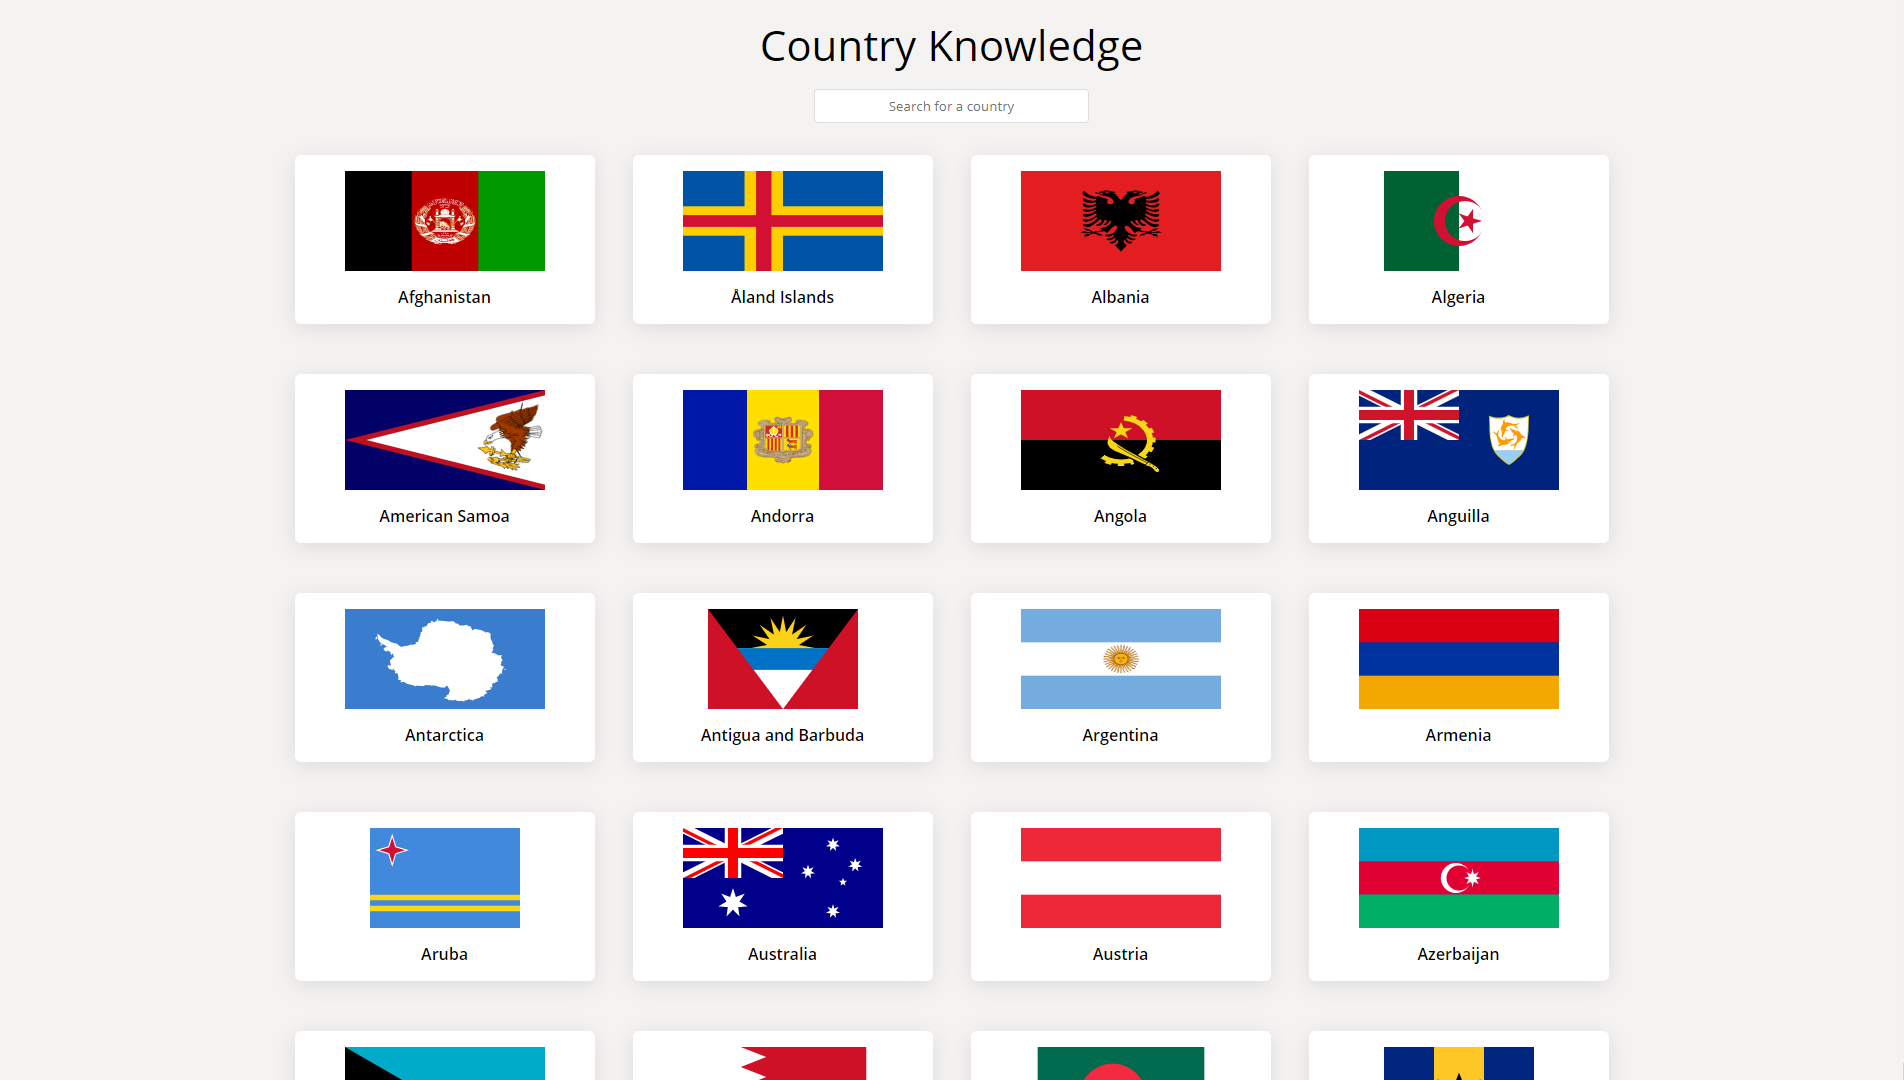 Country Knowledge
Search for a country
Afghanistan
Åland Islands
Albania
Algeria
American Samoa
Andorra
Angola
Anguilla
Antarctica
Antigua and Barbuda
Argentina
Armenia
Aruba
Australia
Austria
Azerbaijan